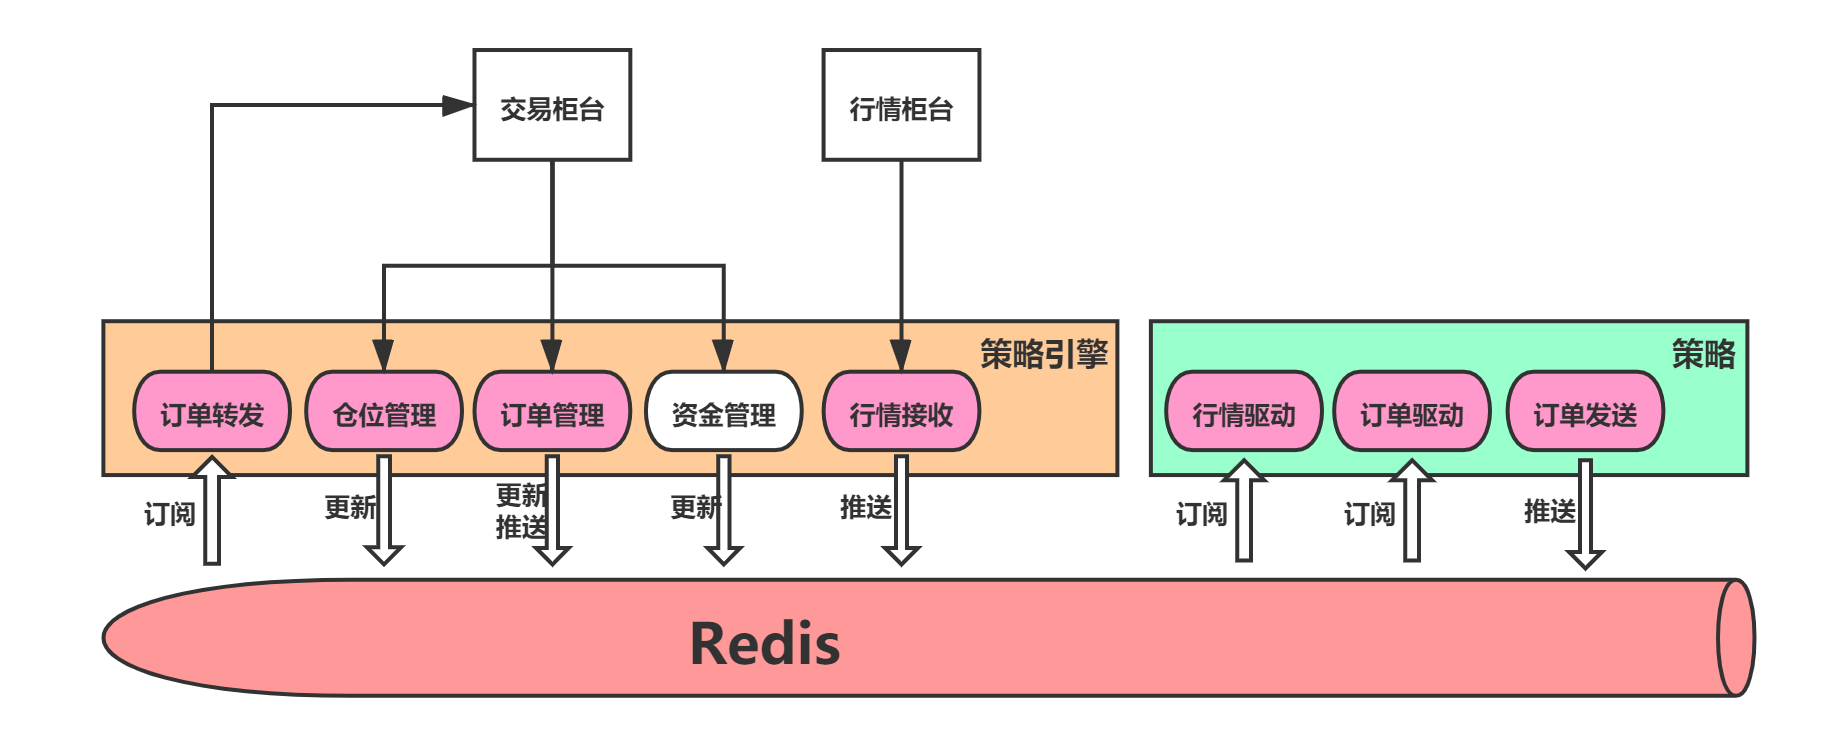 交易柜台
行情柜台
策略引擎
策略
订单转发
仓位管理
订单管理
资金管理
行情接收
行情驱动
订单驱动
订单发送
订阅
更新
更新
推送
更新
推送
订阅
订阅
推送
Redis